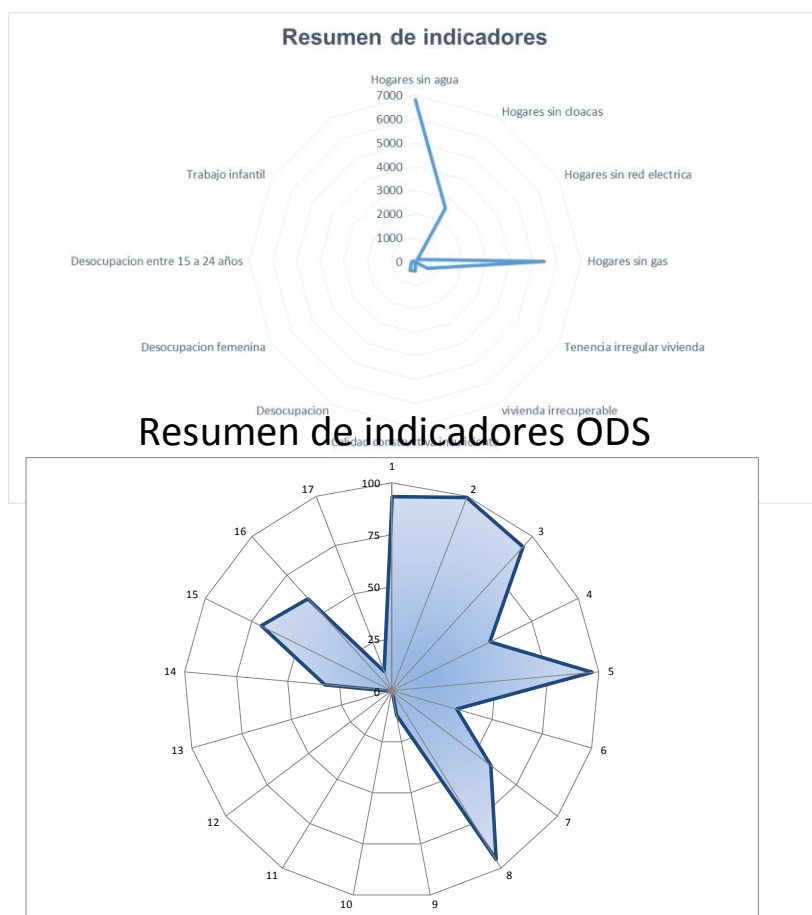 Resumen de indicadores
Hogares sin agua
7000
6000
5000
4000
3000
2000
1000
0
Hogares sin cloacas
Hogares sin red electrica
Hogares sin gas
Tenencia irregular vivienda
vivienda irrecuperable
Calidad constructiva insuficiente
Desocupacion
Desocupacion femenina
Desocupacion entre 15 a 24 años
Trabajo infantil
Resumen de indicadores ODS
1
2
3
4
5
6
7
8
9
10
11
12
13
14
15
16
17
100
75
50
25
0